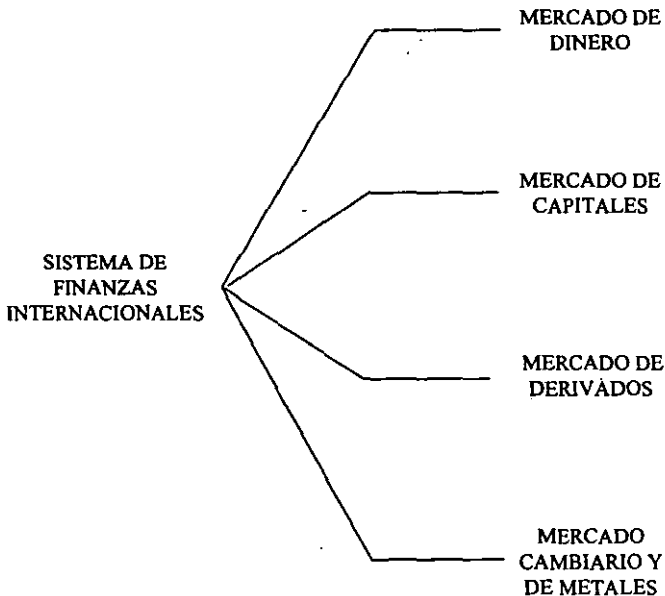 MERCADO DE
DINERO
MERCADO DE
CAPITALES
SISTEMA DE
FINANZAS
INTERNACIONALES
MERCADO DE
DERIVADOS
MERCADO
CAMBIARIO Y
DE METALES